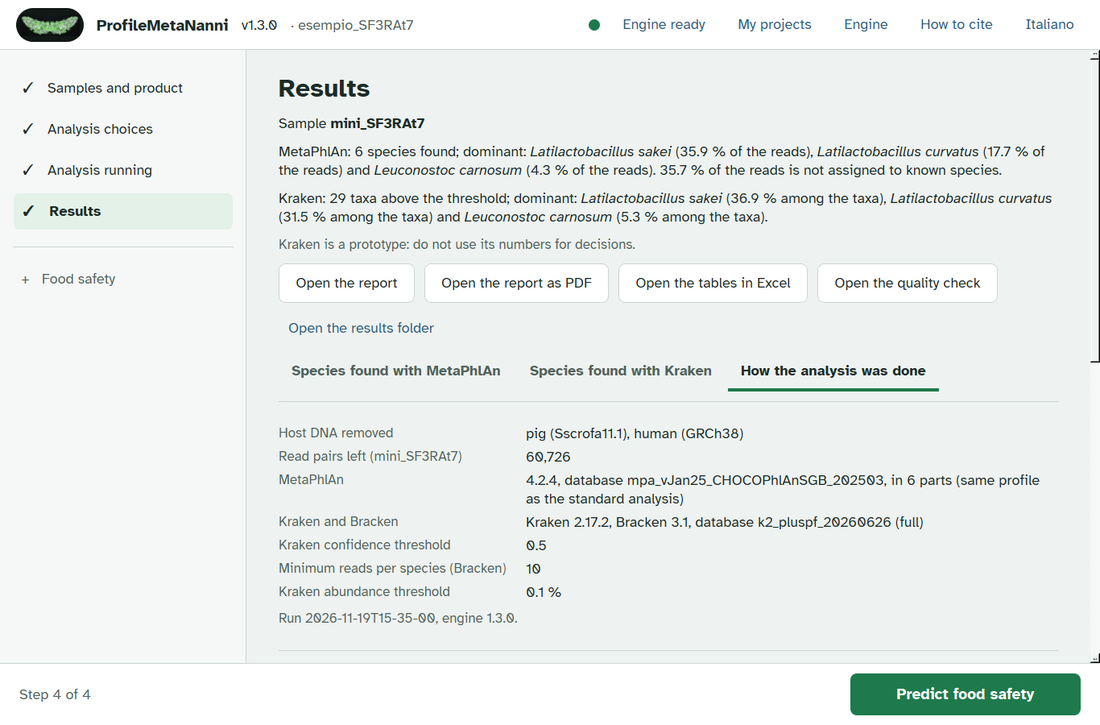 ProfileMetaNanni v1.3.0 · esempio_SF3RAt7
Engine ready My projects Engine How to cite Italiano
✓ Samples and product
✓ Analysis choices
✓ Analysis running
✓ Results
+ Food safety
Results
Sample mini_SF3RAt7
MetaPhlAn: 6 species found; dominant: Latilactobacillus sakei (35.9 % of the reads), Latilactobacillus curvatus (17.7 % of
the reads) and Leuconostoc carnosum (4.3 % of the reads). 35.7 % of the reads is not assigned to known species.
Kraken: 29 taxa above the threshold; dominant: Latilactobacillus sakei (36.9 % among the taxa), Latilactobacillus curvatus
(31.5 % among the taxa) and Leuconostoc carnosum (5.3 % among the taxa).
Kraken is a prototype: do not use its numbers for decisions.
Open the report Open the report as PDF Open the tables in Excel Open the quality check
Open the results folder
Species found with MetaPhlAn Species found with Kraken How the analysis was done
Host DNA removed pig (Sscrofa11.1), human (GRCh38)
Read pairs left (mini_SF3RAt7) 60,726
MetaPhlAn 4.2.4, database mpa_vJan25_CHOCOPhlAnSGB_202503, in 6 parts (same profile
as the standard analysis)
Kraken and Bracken Kraken 2.17.2, Bracken 3.1, database k2_pluspf_20260626 (full)
Kraken confidence threshold 0.5
Minimum reads per species (Bracken) 10
Kraken abundance threshold 0.1 %
Run 2026-11-19T15-35-00, engine 1.3.0.
Step 4 of 4 Predict food safety